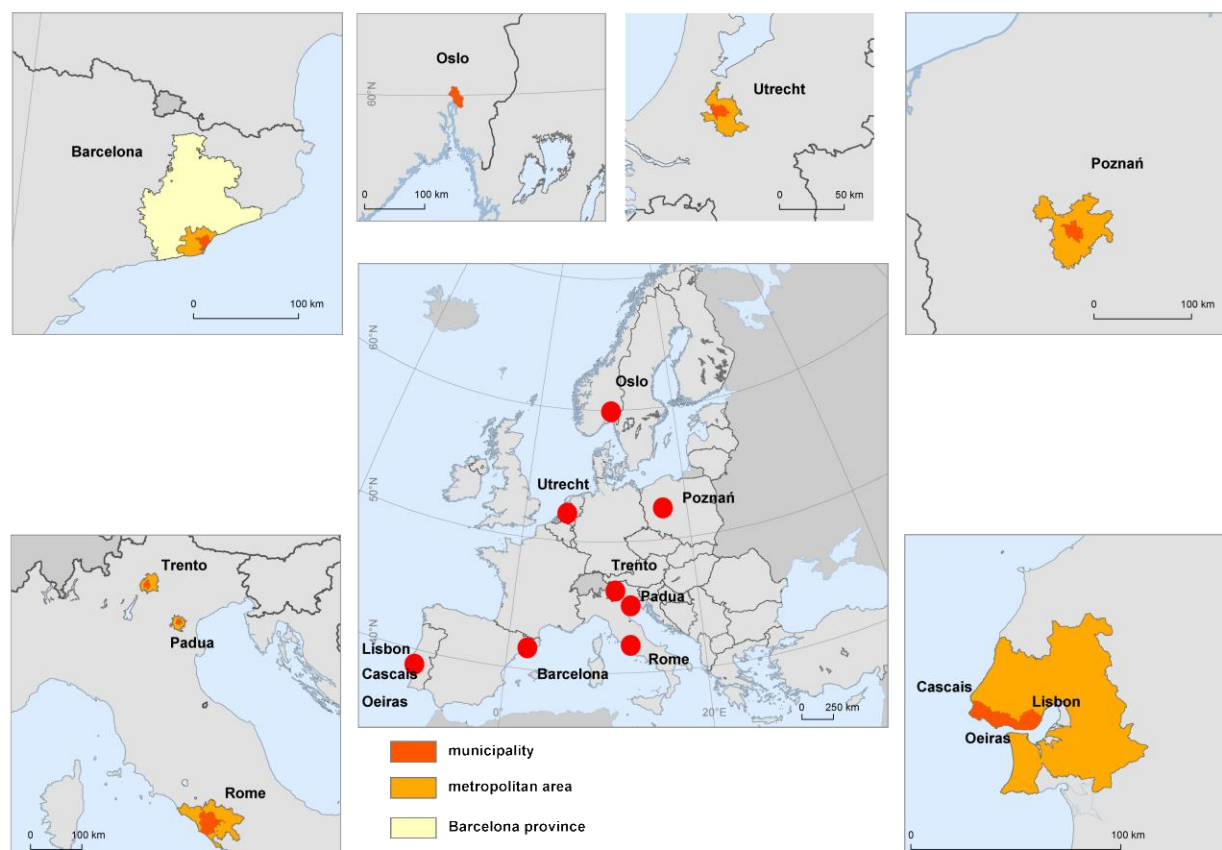 Barcelona
0
100 km
Oslo
60°N
0
100 km
Utrecht
0
50 km
Poznań
0
100 km
60°N
50°N
40°N
0°
20°E
Oslo
Utrecht
Poznań
Trento
Padua
Lisbon
Cascais
Oeiras
Barcelona
Rome
0
250 km
Trento
Padua
Rome
0
100 km
Cascais
Lisbon
Oeiras
0
100 km
municipality
metropolitan area
Barcelona province